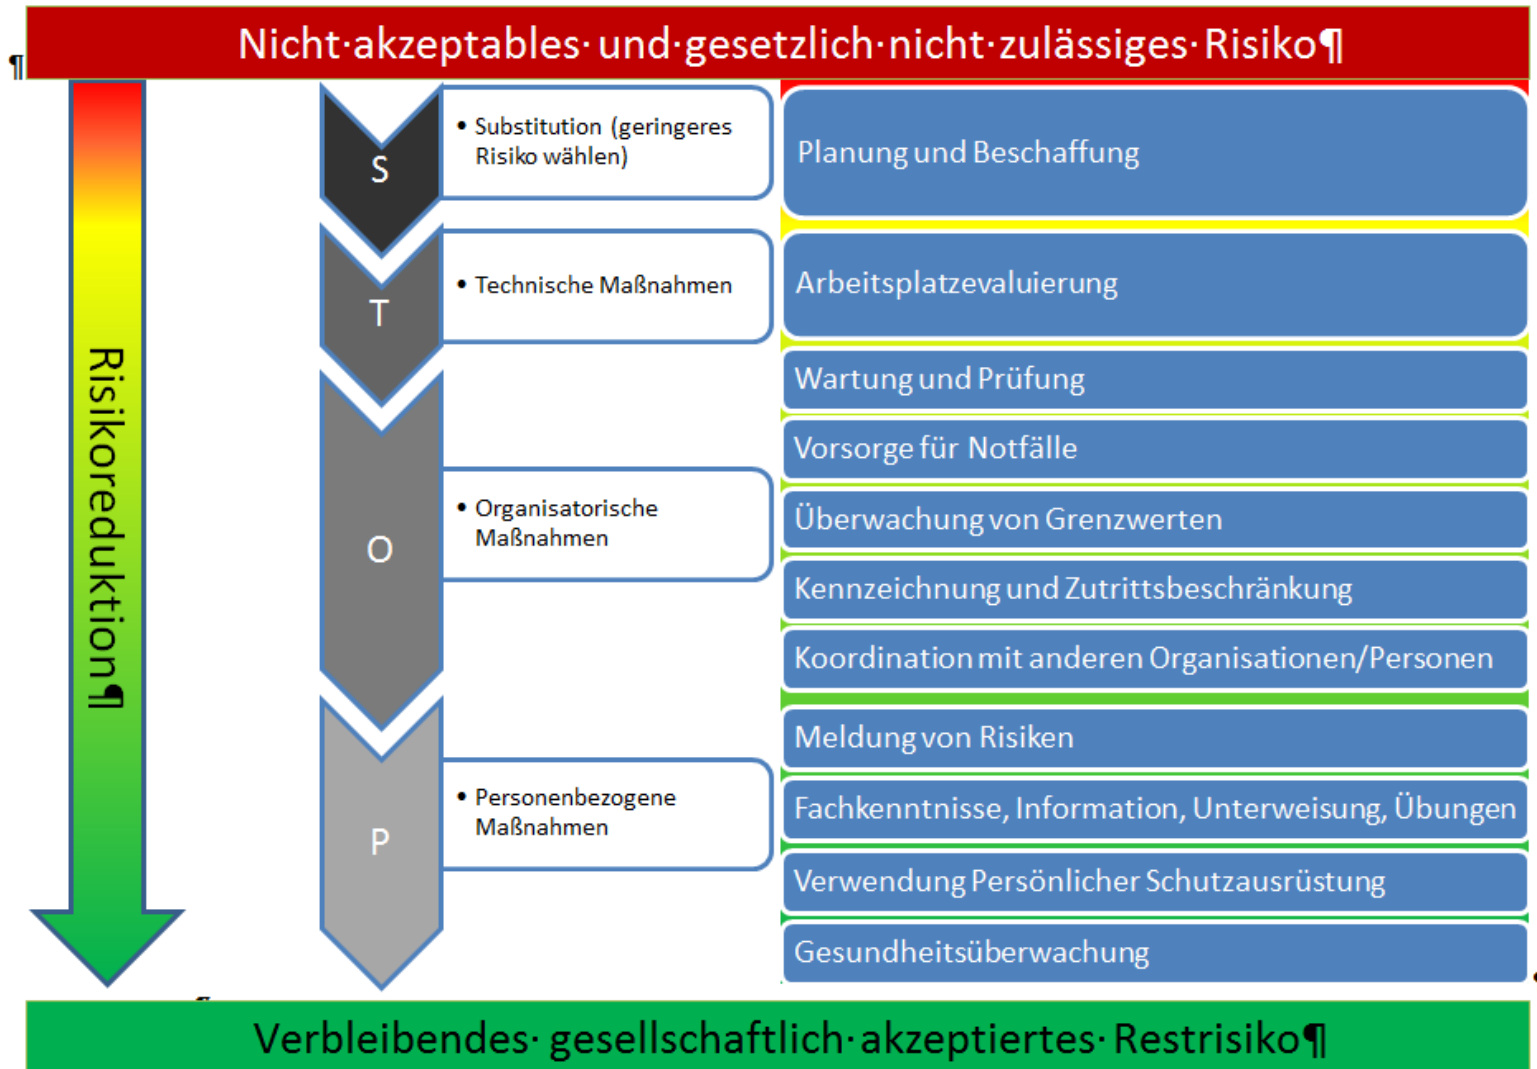 Nicht·akzeptables·und·gesetzlich·nicht·zulässiges·Risiko¶
¶
Risikoreduktion¶
S
• Substitution (geringeres
Risiko wählen)
Planung und Beschaffung
T
• Technische Maßnahmen
Arbeitsplatzevaluierung
Wartung und Prüfung
Vorsorge für Notfälle
O
• Organisatorische
Maßnahmen
Überwachung von Grenzwerten
Kennzeichnung und Zutrittsbeschränkung
Koordination mit anderen Organisationen/Personen
P
• Personenbezogene
Maßnahmen
Meldung von Risiken
Fachkenntnisse, Information, Unterweisung, Übungen
Verwendung Persönlicher Schutzausrüstung
Gesundheitsüberwachung
Verbleibendes·gesellschaftlich·akzeptiertes·Restrisiko¶